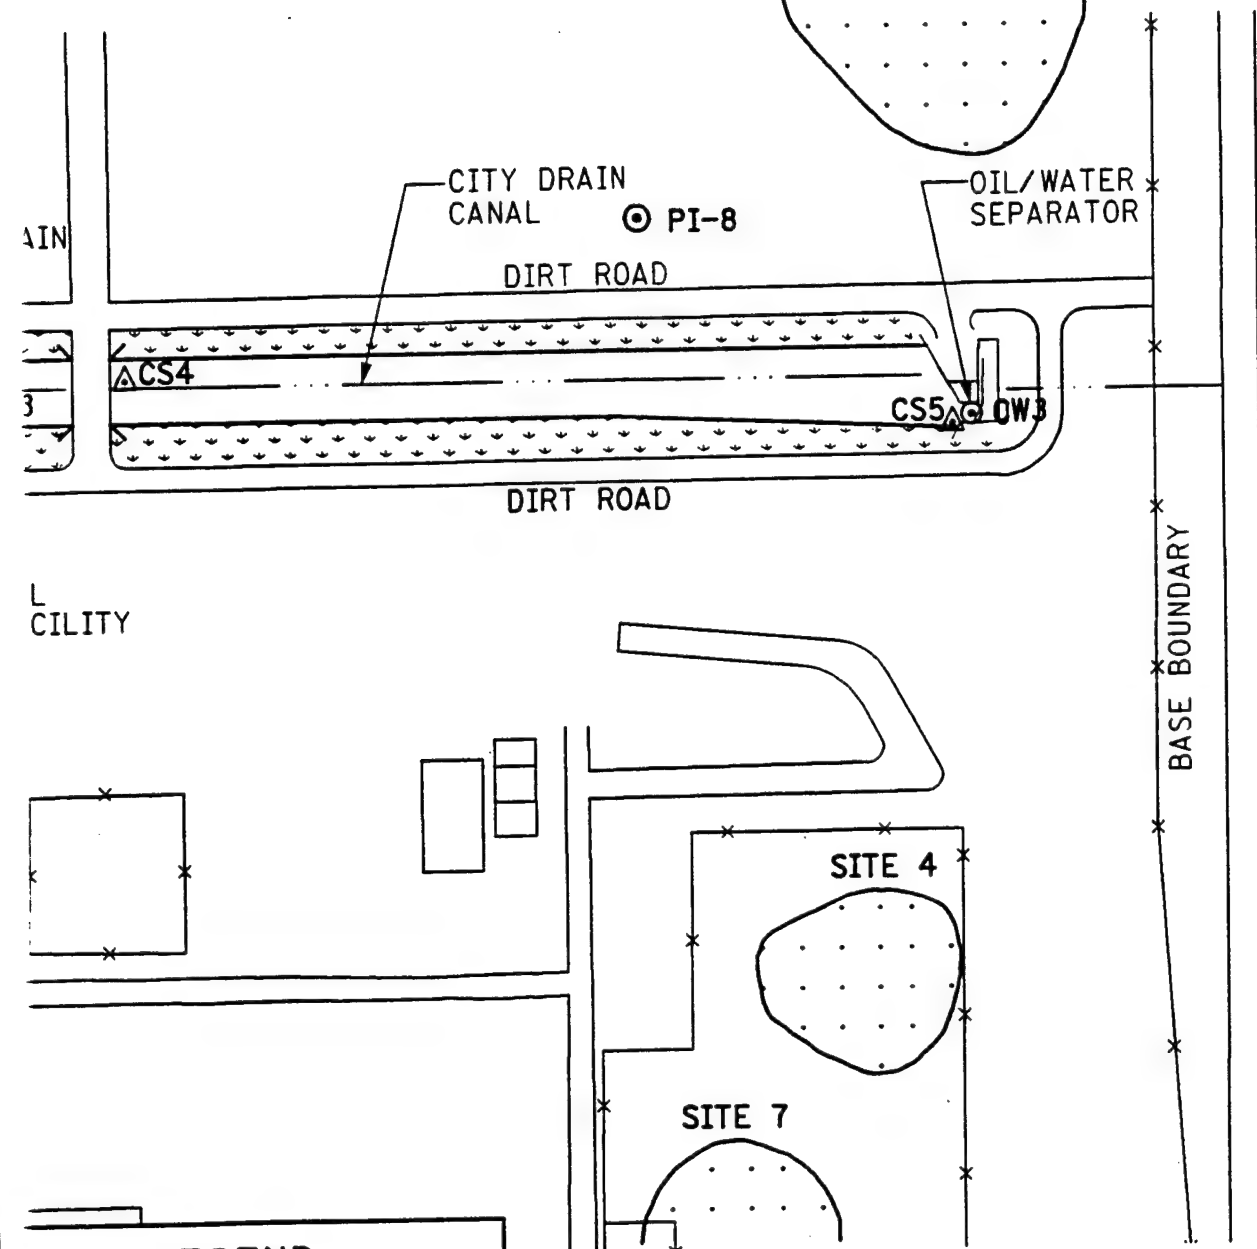 CITY DRAIN
CANAL
PI-8
OIL/WATER
SEPARATOR
AIN
DIRT ROAD
CS4
CS5
OW3
3
DIRT ROAD
L
CILITY
BASE BOUNDARY
SITE 4
SITE 7